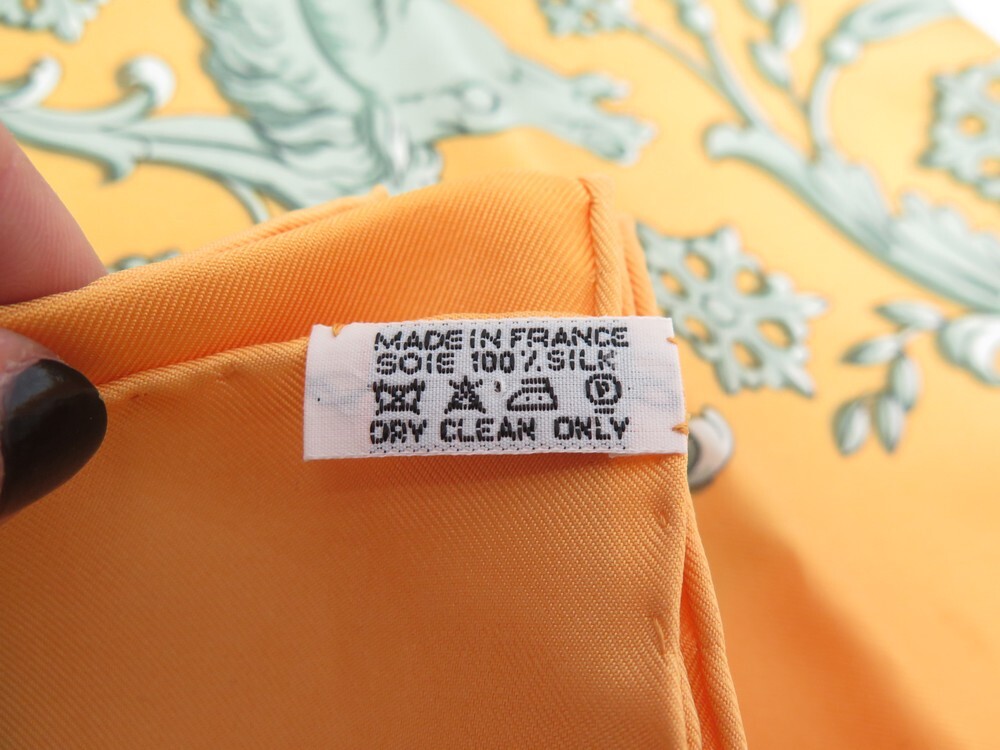 MADE IN FRANCE
SOIE 100% SILK
P
DRY CLEAN ONLY